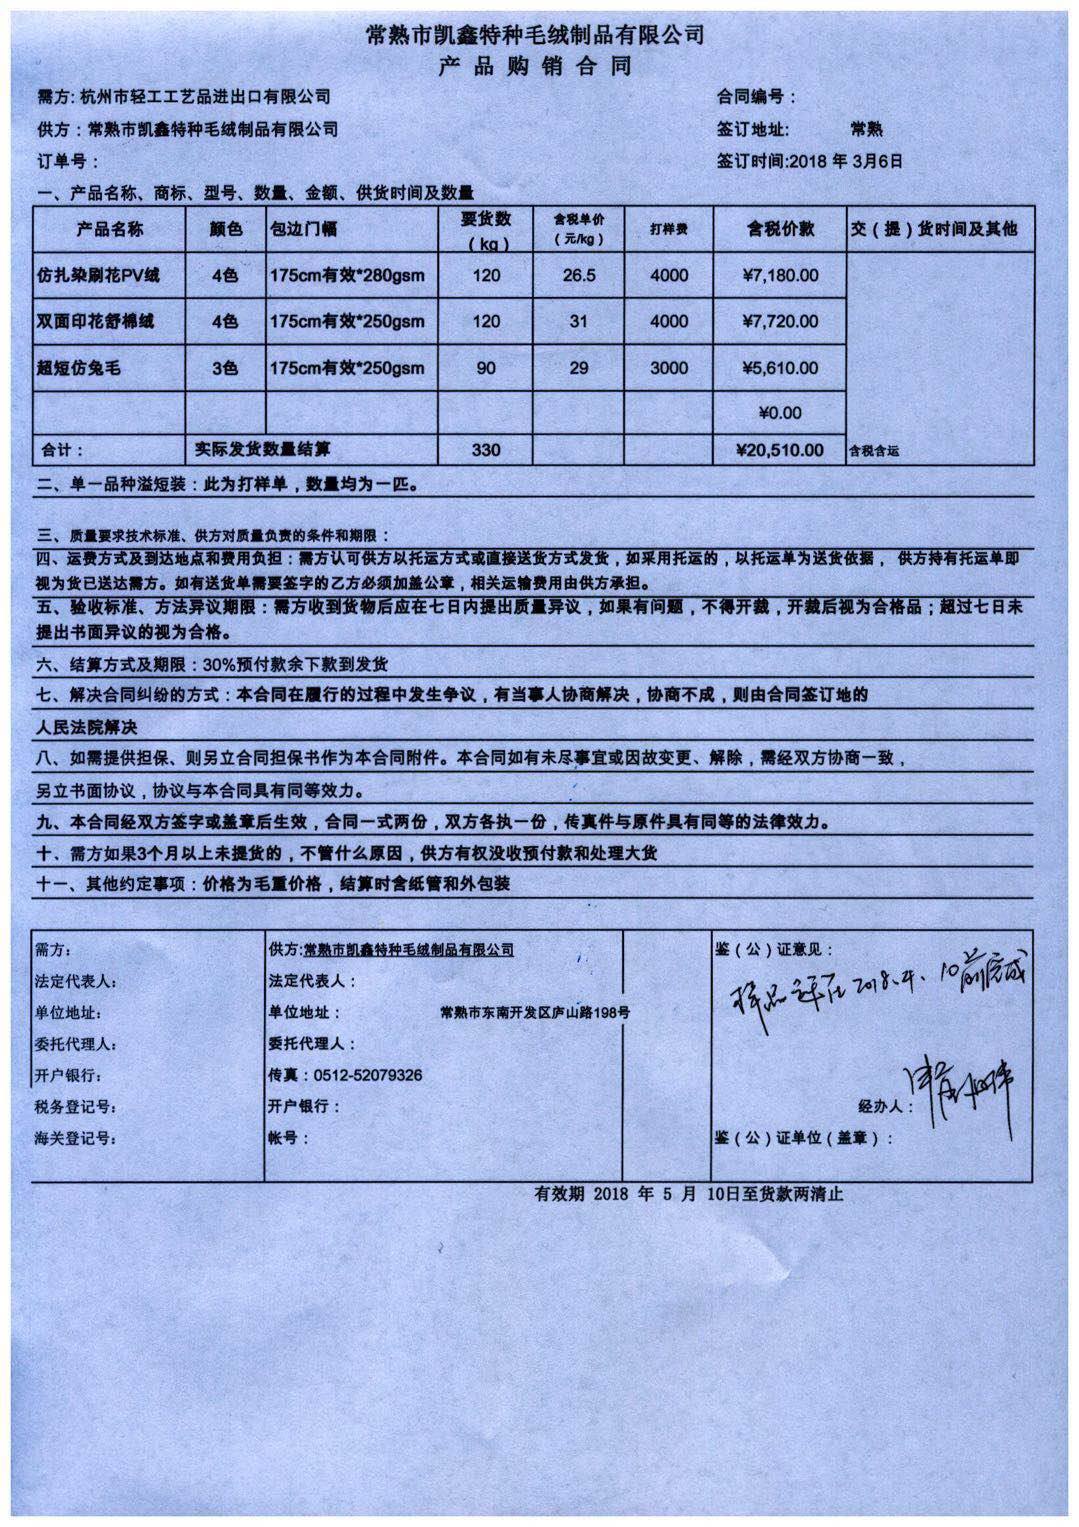 常熟市凯鑫特种毛绒制品有限公司
产品购销合同
需方: 杭州市轻工工艺品进出口有限公司 合同编号：
供方：常熟市凯鑫特种毛绒制品有限公司 签订地址: 常熟
订单号： 签订时间:2018 年 3月6日
一、产品名称、商标、型号、数量、金额、供货时间及数量
产品名称 颜色 包边门幅 要货数（kg） 含税单价（元/kg） 打样费 含税价款 交（提）货时间及其他
仿扎染刷花PV绒 4色 175cm有效*280gsm 120 26.5 4000 ¥7,180.00
双面印花舒棉绒 4色 175cm有效*250gsm 120 31 4000 ¥7,720.00
超短仿兔毛 3色 175cm有效*250gsm 90 29 3000 ¥5,610.00
¥0.00
合计： 实际发货数量结算 330 ¥20,510.00 含税含运
二、单一品种溢短装：此为打样单，数量均为一匹。
三、质量要求技术标准、供方对质量负责的条件和期限：
四、运费方式及到达地点和费用负担：需方认可供方以托运方式或直接送货方式发货，如采用托运的，以托运单为送货依据， 供方持有托运单即
视为货已送达需方。如有送货单需要签字的乙方必须加盖公章，相关运输费用由供方承担。
五、验收标准、方法异议期限：需方收到货物后应在七日内提出质量异议，如果有问题，不得开裁，开裁后视为合格品；超过七日未
提出书面异议的视为合格。
六、结算方式及期限：30%预付款余下款到发货
七、解决合同纠纷的方式：本合同在履行的过程中发生争议，有当事人协商解决，协商不成，则由合同签订地的
人民法院解决
八、如需提供担保、则另立合同担保书作为本合同附件。本合同如有未尽事宜或因故变更、解除，需经双方协商一致，
另立书面协议，协议与本合同具有同等效力。
九、本合同经双方签字或盖章后生效，合同一式两份，双方各执一份，传真件与原件具有同等的法律效力。
十、需方如果3个月以上未提货的，不管什么原因，供方有权没收预付款和处理大货
十一、其他约定事项：价格为毛重价格，结算时含纸管和外包装
需方: 供方:常熟市凯鑫特种毛绒制品有限公司 鉴（公）证意见：
法定代表人: 法定代表人：
样品 2018.4.10前完成
单位地址: 单位地址： 常熟市东南开发区庐山路198号
委托代理人: 委托代理人：
开户银行: 传真：0512-52079326
税务登记号: 开户银行： 经办人：
海关登记号: 帐号： 鉴（公）证单位（盖章）：
有效期 2018 年 5 月 10日至货款两清止